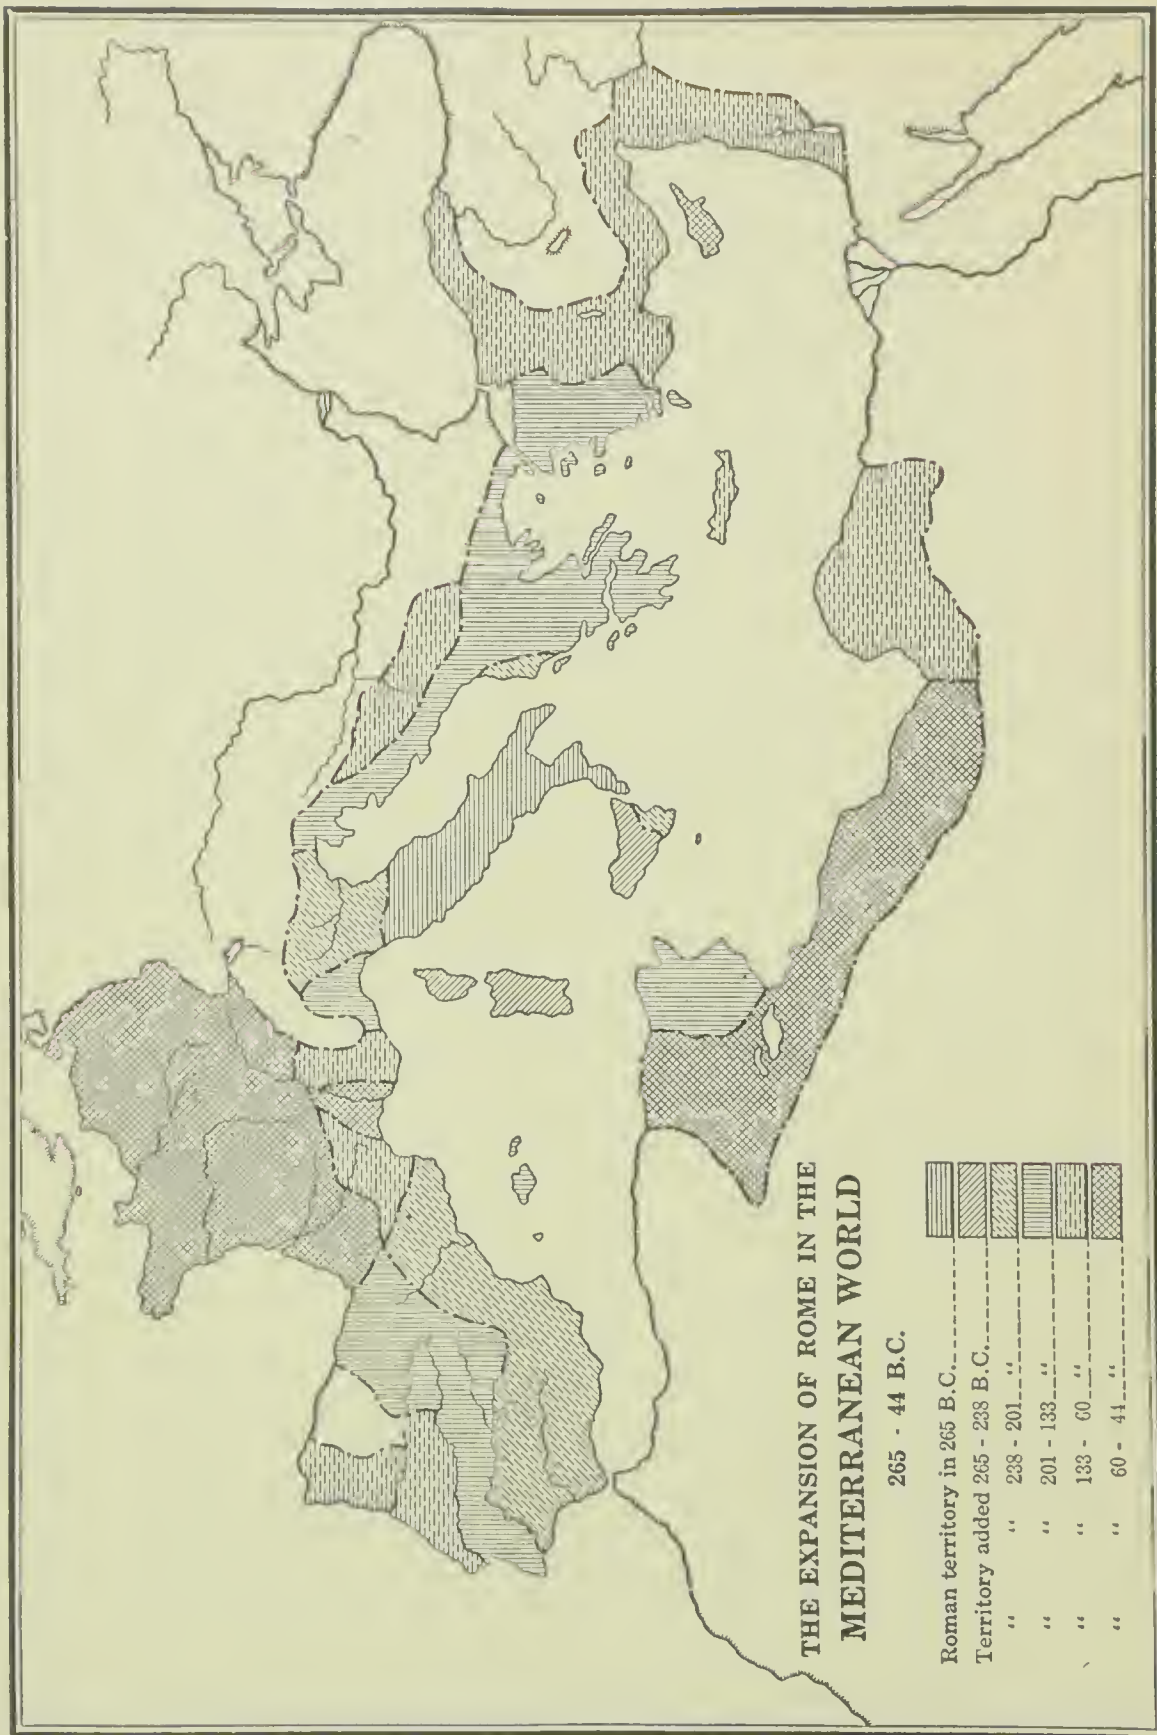 THE EXPANSION OF ROME IN THE
MEDITERRANEAN WORLD
265 - 44 B.C.
Roman territory in 265 B.C.
Territory added 265 - 238 B.C.
“ “ 238 - 201 “
“ “ 201 - 133 “
“ “ 133 - 60 “
“ “ 60 - 44 “